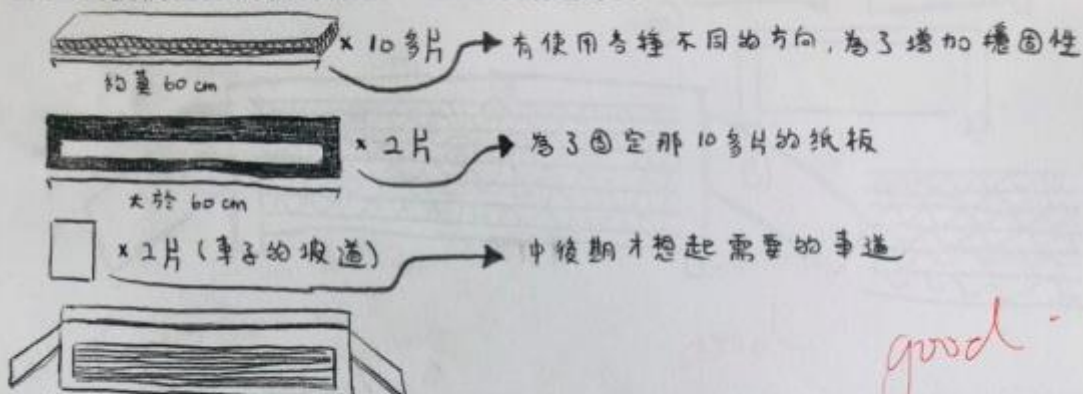 x 10多片 → 有使用各種不同的方向,為了增加穩固性
約莫 60 cm
x 2片 → 為了固定那10多片的紙板
大於 60 cm
x 2片 (車子的坡道) → 中後期才想起需要的車道
good